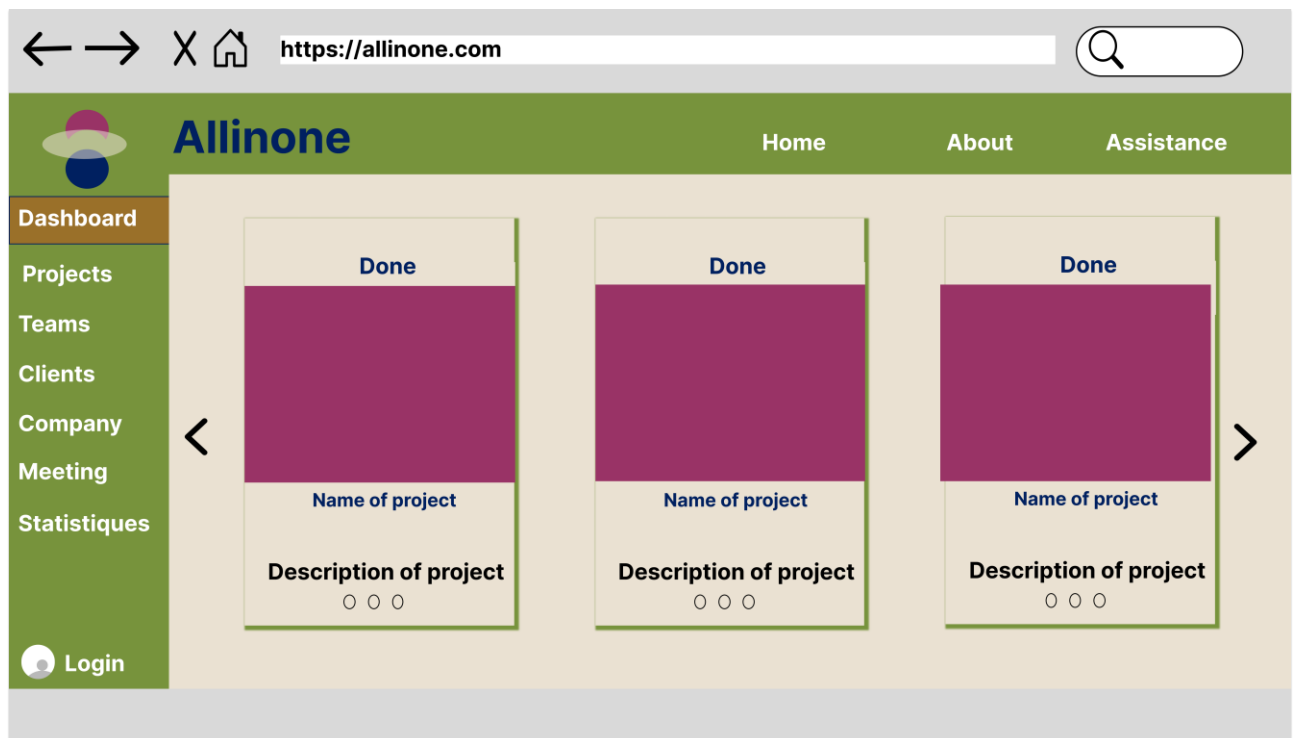 https://allinone.com
Allinone
Home
About
Assistance
Dashboard
Projects
Teams
Clients
Company
Meeting
Statistiques
Login
Done
Name of project
Description of project
Done
Name of project
Description of project
Done
Name of project
Description of project